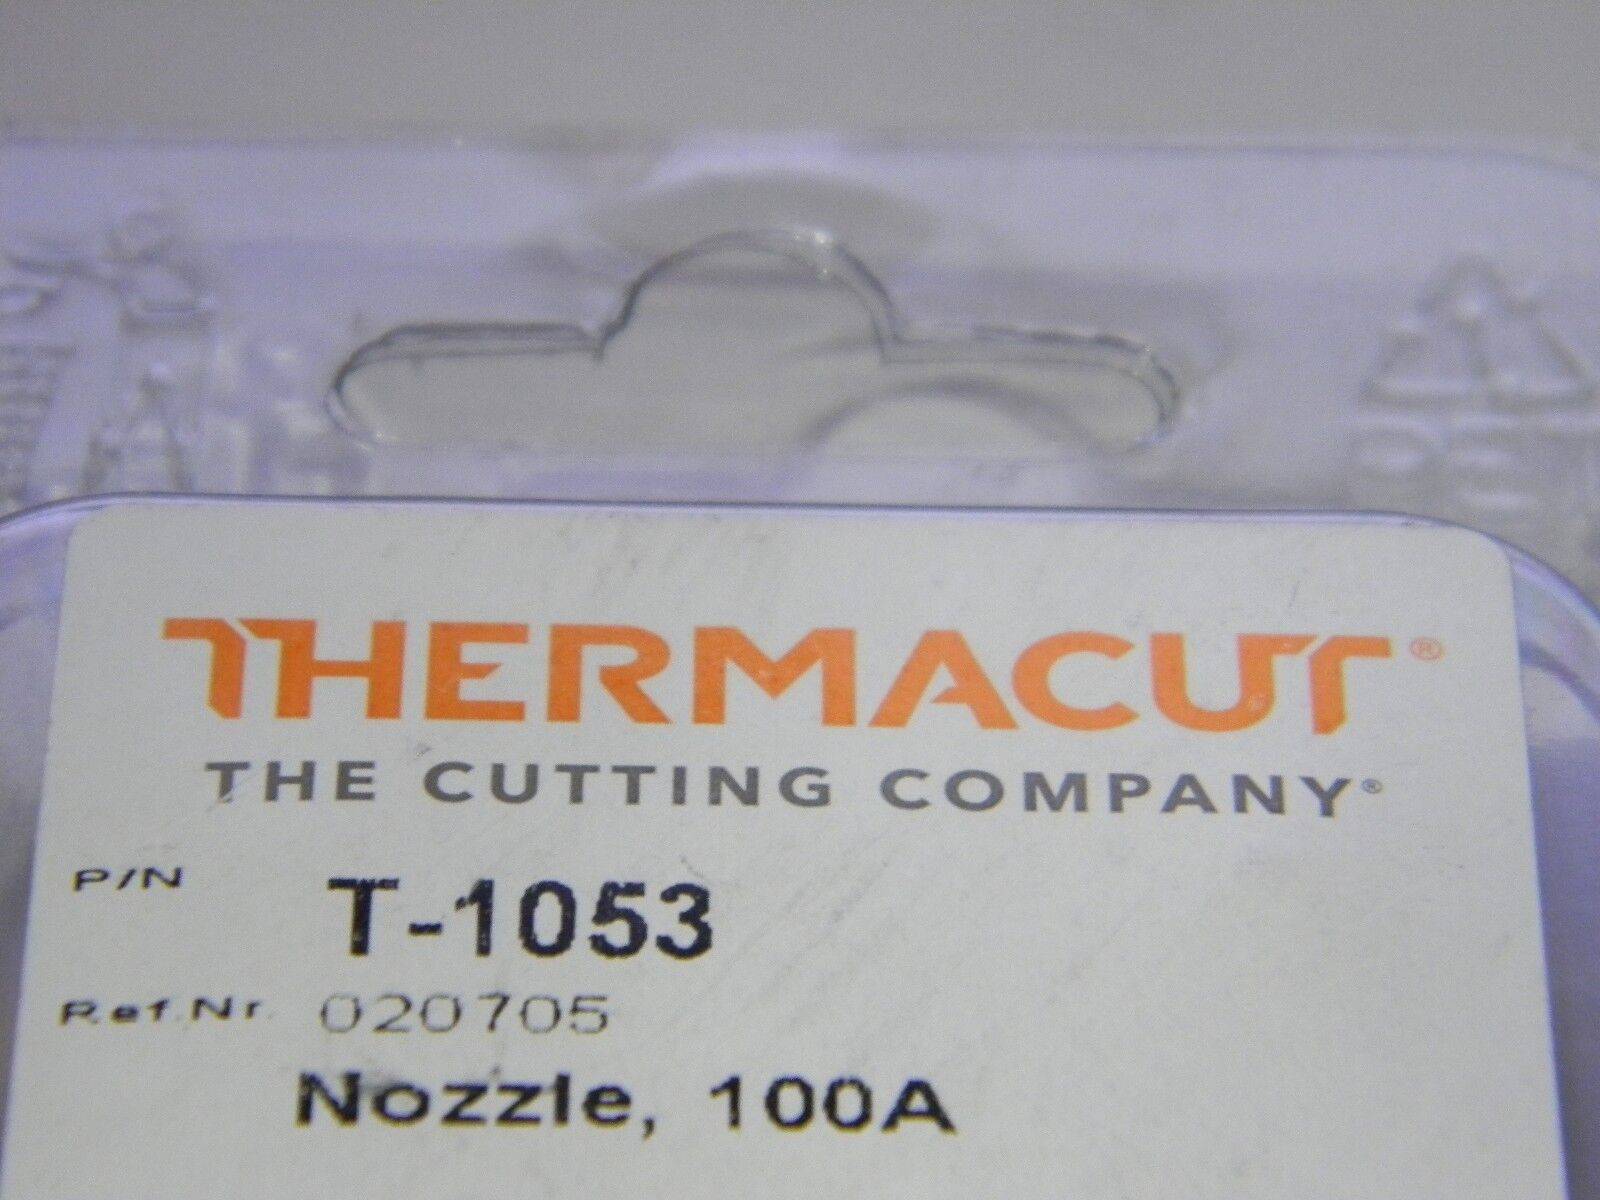 THERMACUT®
THE CUTTING COMPANY®
P/N T-1053
Ref.Nr. 020705
Nozzle, 100A